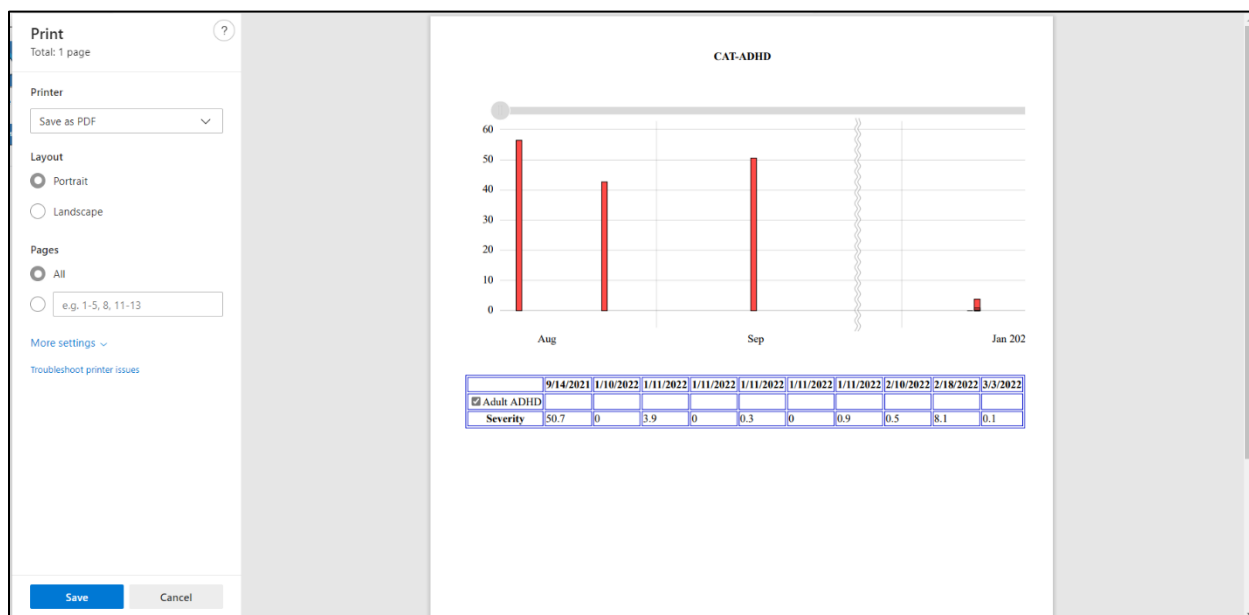 Print
?
Total: 1 page
Printer
Save as PDF
Layout
Portrait
Landscape
Pages
All
e.g. 1-5, 8, 11-13
More settings
Troubleshoot printer issues
Save Cancel
CAT-ADHD
60
50
40
30
20
10
0
Aug Sep Jan 202
9/14/2021 1/10/2022 1/11/2022 1/11/2022 1/11/2022 1/11/2022 1/11/2022 2/10/2022 2/18/2022 3/3/2022
Adult ADHD
Severity 50.7 0 3.9 0 0.3 0 0.9 0.5 8.1 0.1